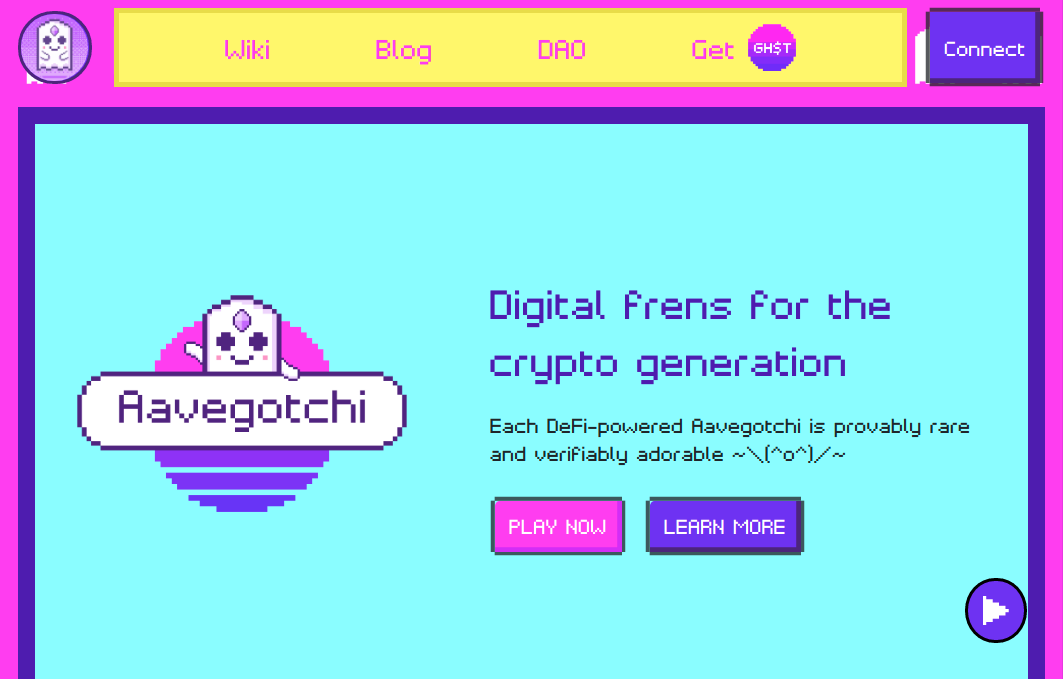 Wiki
Blog
DAO
Get GH$T
Connect
Aavegotchi
Digital frens for the
crypto generation
Each DeFi-powered Aavegotchi is provably rare
and verifiably adorable ~\(^o^)/~
PLAY NOW
LEARN MORE